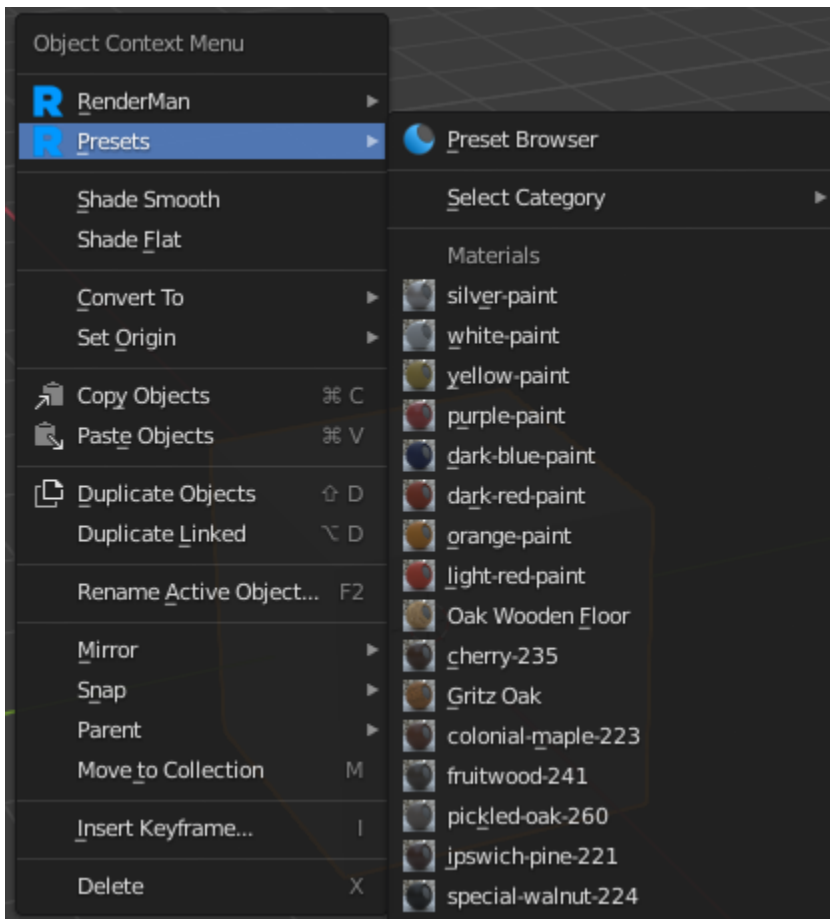 Object Context Menu
RenderMan
Presets
Shade Smooth
Shade Flat
Convert To
Set Origin
Copy Objects ⌘ C
Paste Objects ⌘ V
Duplicate Objects ⇧ D
Duplicate Linked ⌥ D
Rename Active Object... F2
Mirror
Snap
Parent
Move to Collection M
Insert Keyframe... I
Delete X
Preset Browser
Select Category
Materials
silver-paint
white-paint
yellow-paint
purple-paint
dark-blue-paint
dark-red-paint
orange-paint
light-red-paint
Oak Wooden Floor
cherry-235
Gritz Oak
colonial-maple-223
fruitwood-241
pickled-oak-260
ipswich-pine-221
special-walnut-224